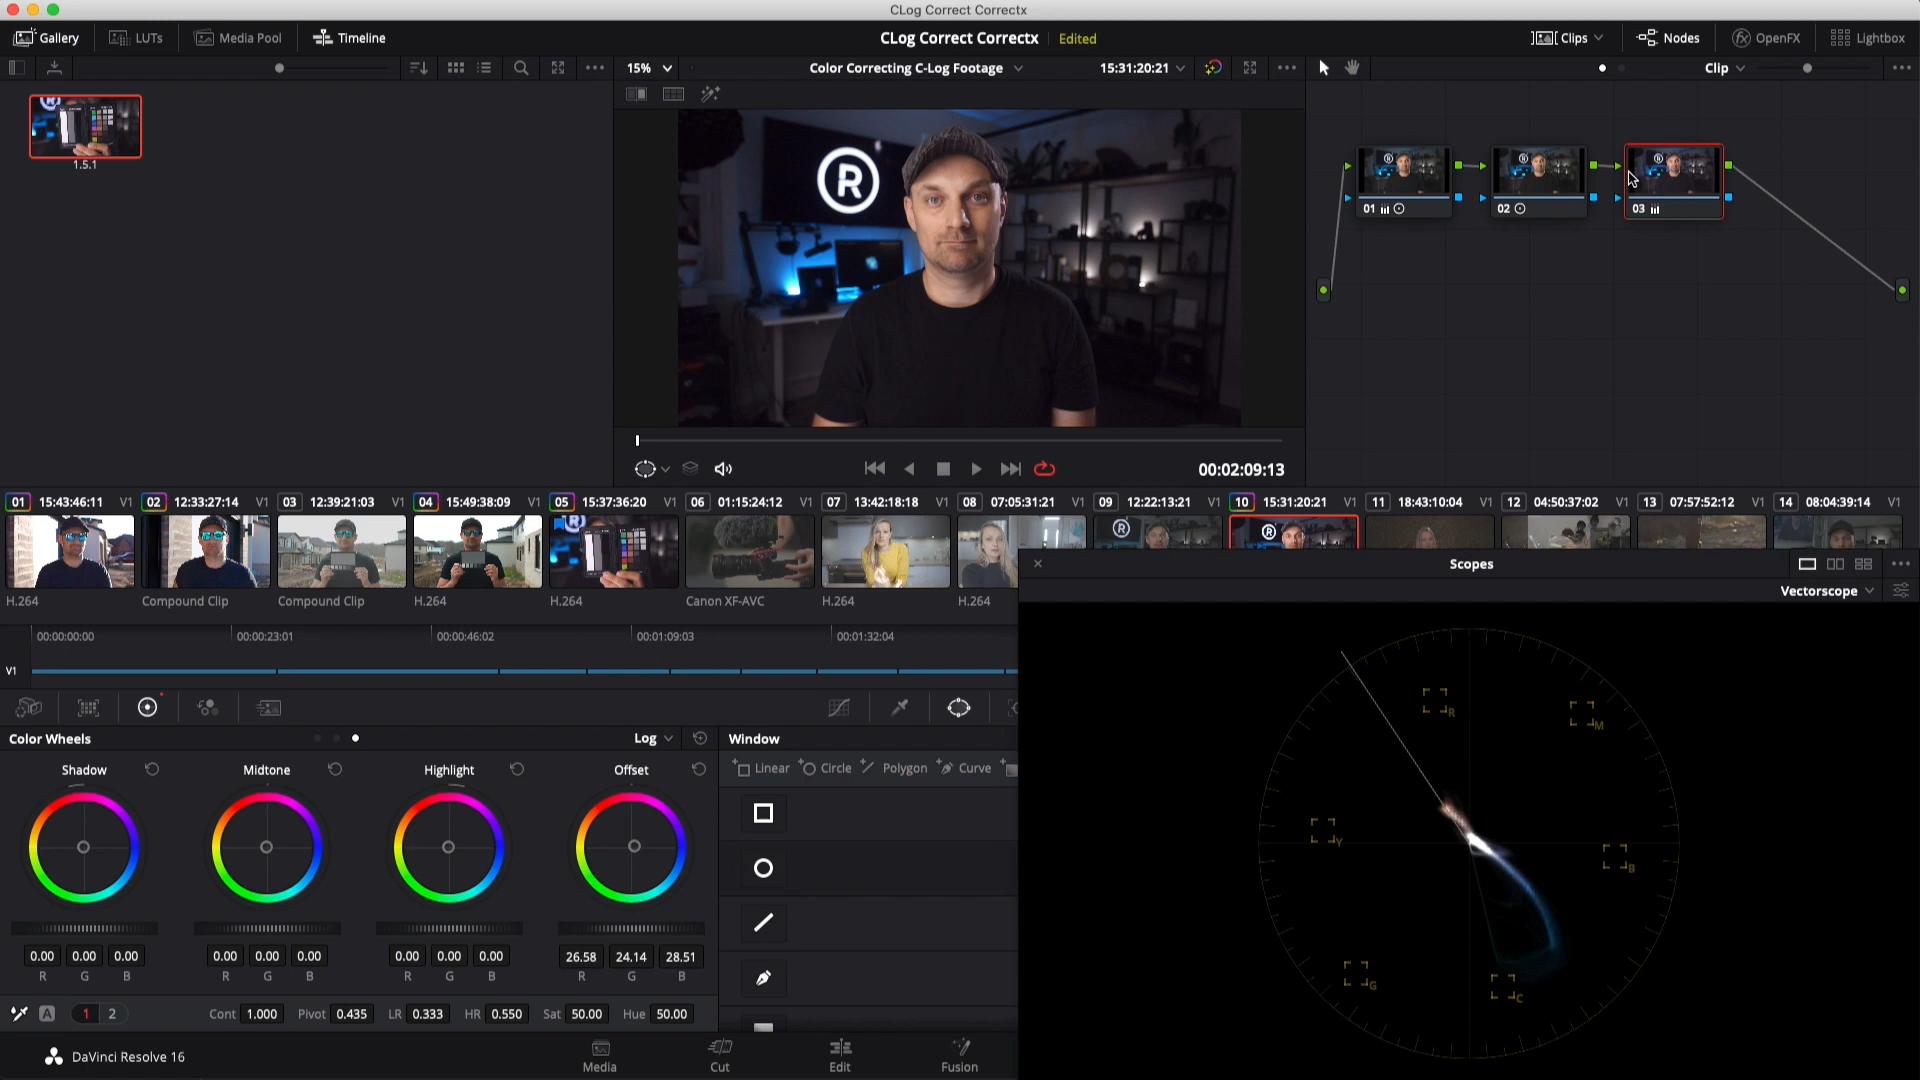 CLog Correct Correctx
Gallery LUTs Media Pool Timeline CLog Correct Correctx Edited Clips Nodes OpenFX Lightbox
15% Color Correcting C-Log Footage 15:31:20:21 Clip
1.5.1
R
01 02 03
00:02:09:13
01 15:43:46:11 V1 02 12:33:27:14 V1 03 12:39:21:03 V1 04 15:49:38:09 V1 05 15:37:36:20 V1 06 01:15:24:12 V1 07 13:42:18:18 V1 08 07:05:31:21 V1 09 12:22:13:21 V1 10 15:31:20:21 V1 11 18:43:10:04 V1 12 04:50:37:02 V1 13 07:57:52:12 V1 14 08:04:39:14 V1
H.264 Compound Clip Compound Clip H.264 H.264 Canon XF-AVC H.264 H.264
Scopes
Vectorscope
00:00:00:00 00:00:23:01 00:00:46:02 00:01:09:03 00:01:32:04
V1
Color Wheels Log Window
Shadow Midtone Highlight Offset
Linear Circle Polygon Curve
0.00 0.00 0.00 0.00 0.00 0.00 0.00 0.00 0.00 26.58 24.14 28.51
R G B R G B R G B R G B
A 1 2 Cont 1.000 Pivot 0.435 LR 0.333 HR 0.550 Sat 50.00 Hue 50.00
R
M
Y
B
G
C
DaVinci Resolve 16 Media Cut Edit Fusion